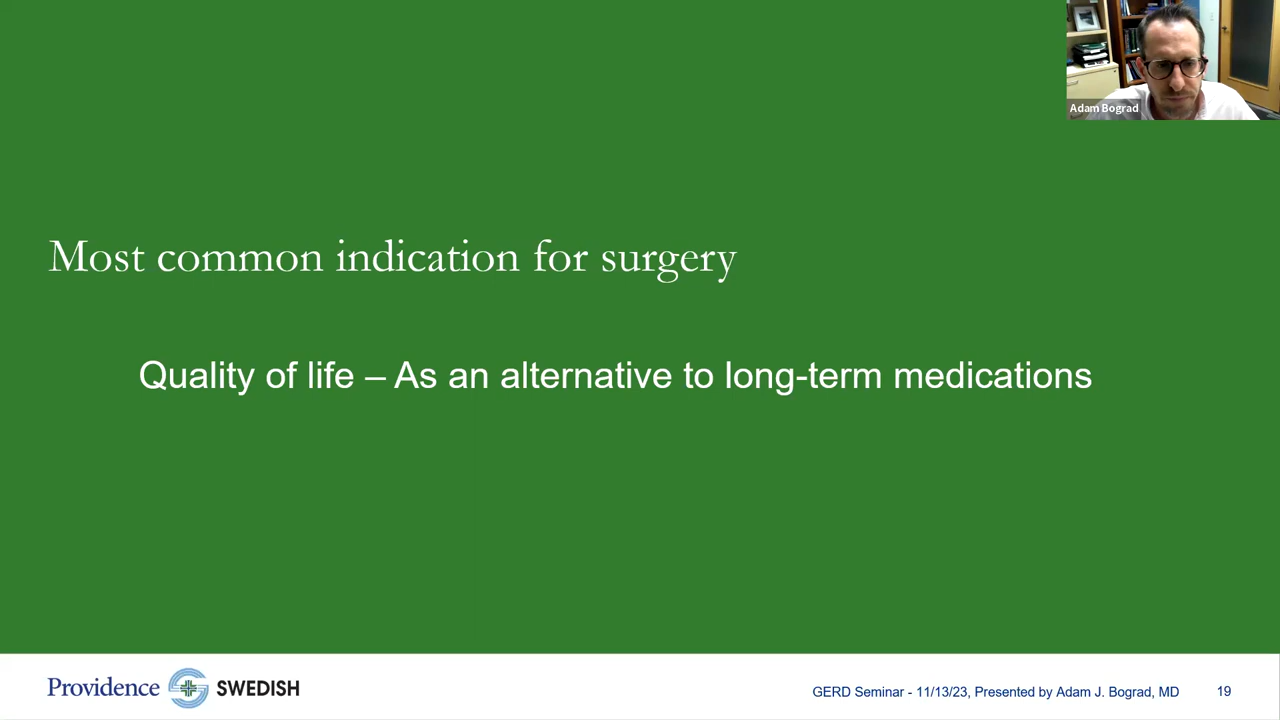 Adam Bograd
Most common indication for surgery
Quality of life – As an alternative to long-term medications
Providence SWEDISH
GERD Seminar - 11/13/23, Presented by Adam J. Bograd, MD 19